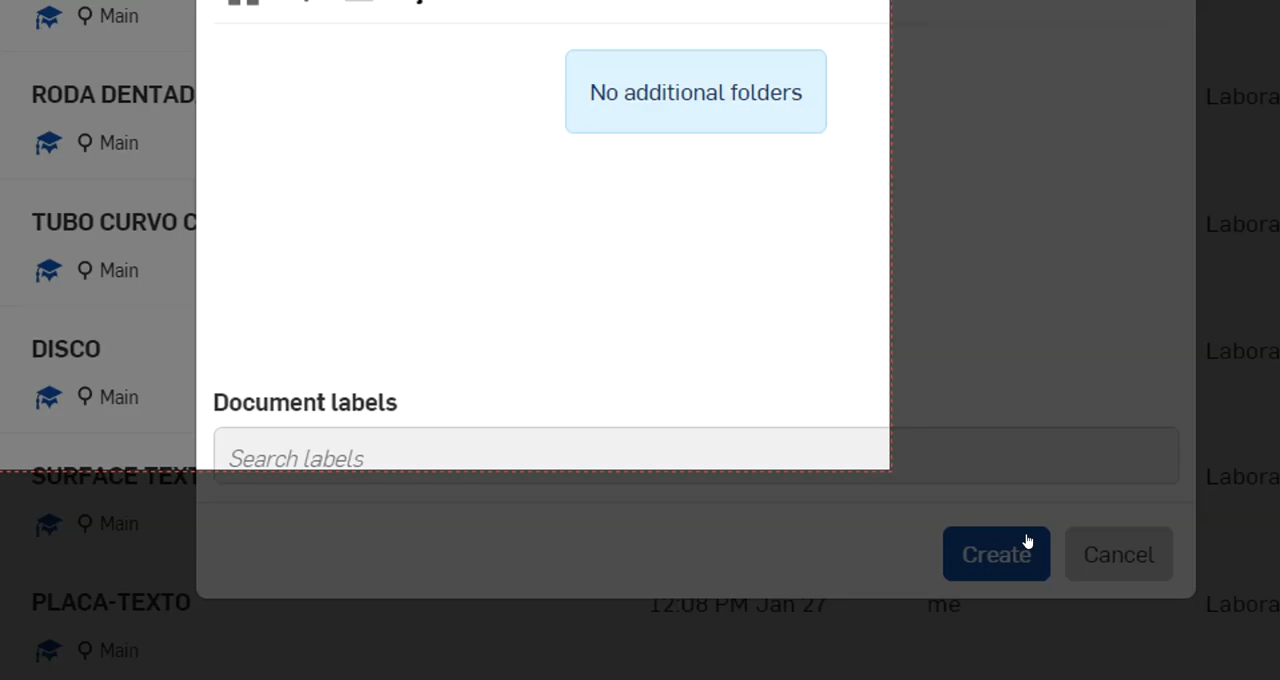 Main
RODA DENTAD
Labora
Main
No additional folders
TUBO CURVO C
Labora
Main
DISCO
Labora
Main
Document labels
Search labels
SURFACE TEXT
Labora
Main
Create
Cancel
PLACA-TEXTO
12:08 PM Jan 27
me
Labora
Main